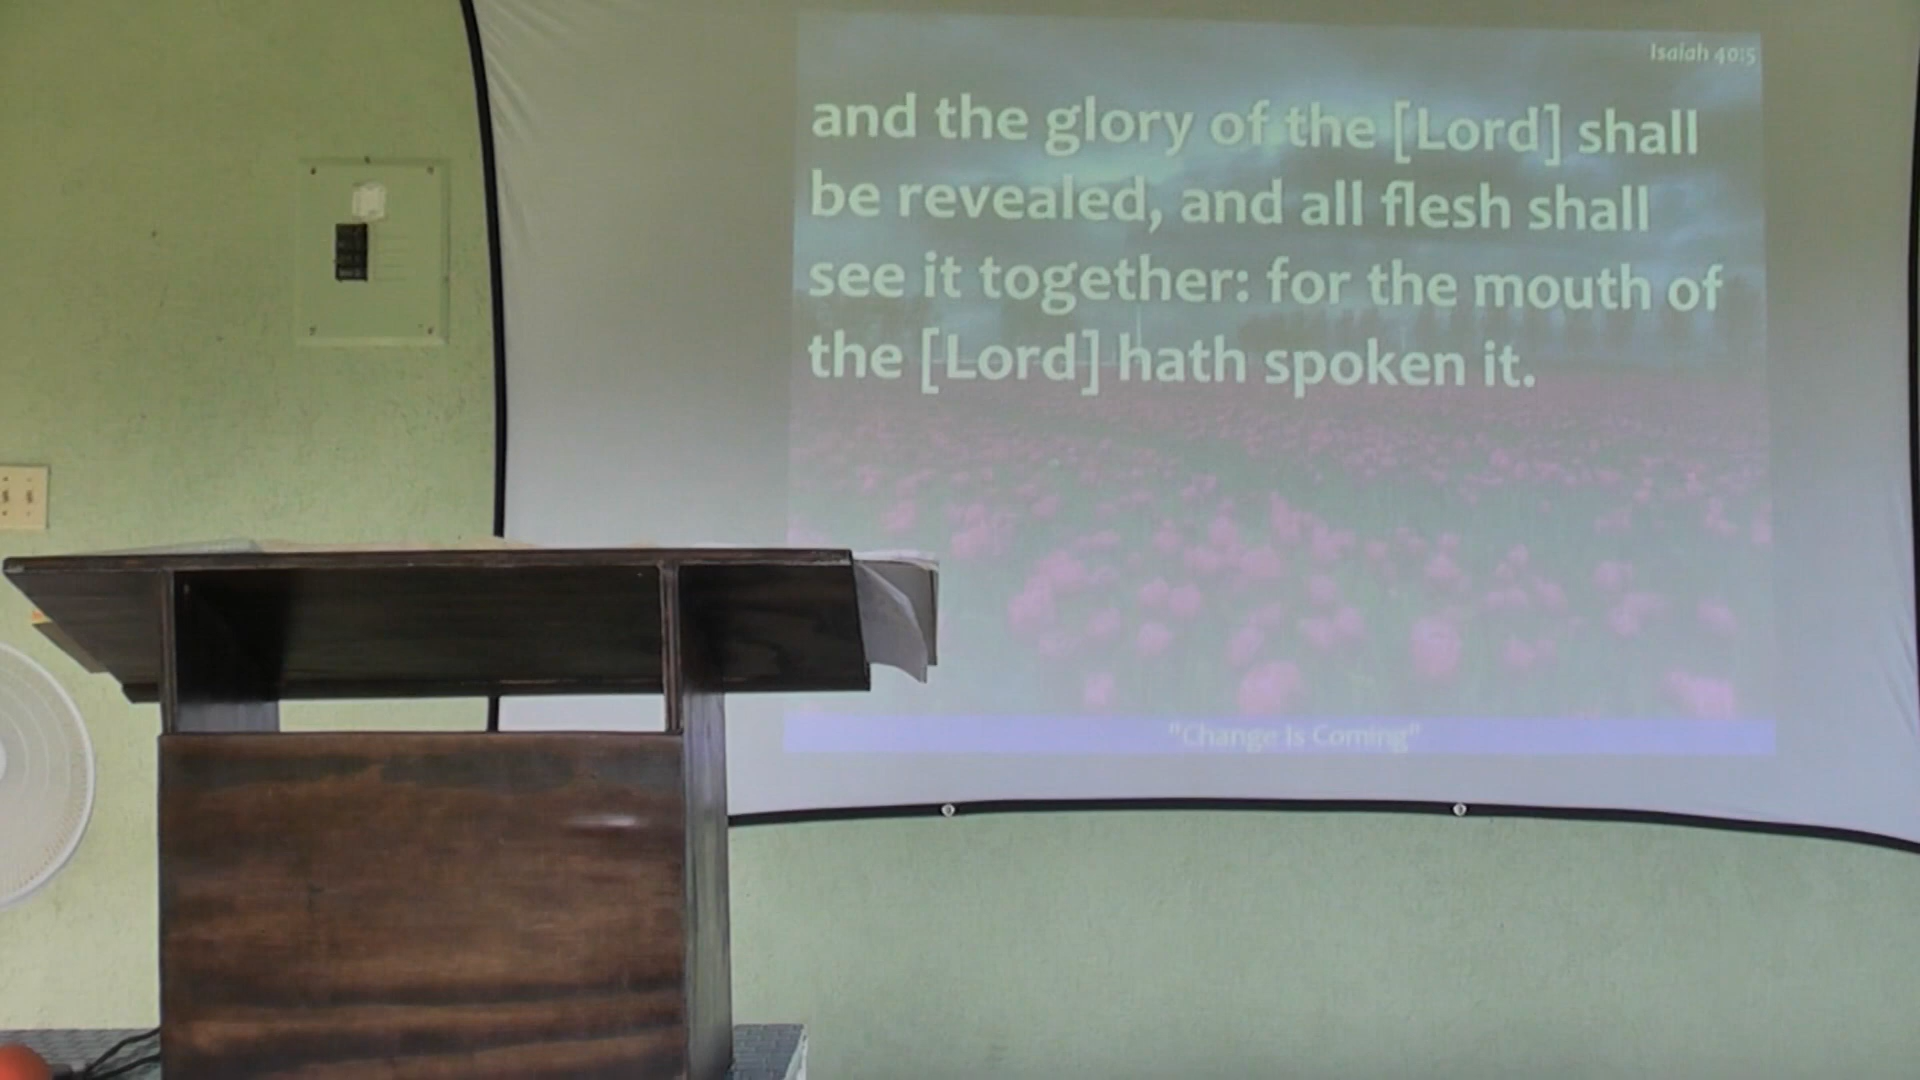 Isaiah 40:5
and the glory of the [Lord] shall
be revealed, and all flesh shall
see it together: for the mouth of
the [Lord] hath spoken it.
"Change Is Coming"